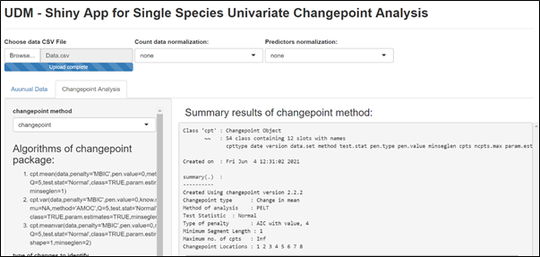 UDM - Shiny App for Single Species Univariate Changepoint Analysis
Choose data CSV File
Count data normalization:
Predictors normalization:
Browse...
Data.csv
none
none
Upload complete
Auunual Data
Changepoint Analysis
changepoint method
changepoint
Algorithms of changepoint
package:
1. cpt.mean(data,penalty='MBIC',pen.value=0,met
Q=5,test.stat='Normal',class=TRUE,param.estim
minseglen=1)
2. cpt.var(data,penalty='MBIC',pen.value=0,know.
mu=NA,method='AMOC',Q=5,test.stat='Normal'
class=TRUE,param.estimates=TRUE,minseglen
3. cpt.meanvar(data,penalty='MBIC',pen.value=0,
Q=5,test.stat='Normal',class=TRUE,param.estim
shape=1,minseglen=2)
type of changes to identify
Summary results of changepoint method:
Class 'cpt' : Changepoint Object
~~ : S4 class containing 12 slots with names
cpttype date version data.set method test.stat pen.type pen.value minseglen cpts ncpts.max param.est
Created on : Fri Jun 4 12:31:02 2021
summary(.) :
----------
Created Using changepoint version 2.2.2
Changepoint type : Change in mean
Method of analysis : PELT
Test Statistic : Normal
Type of penalty : AIC with value, 4
Minimum Segment Length : 1
Maximum no. of cpts : Inf
Changepoint Locations : 1 2 3 4 5 6 7 8